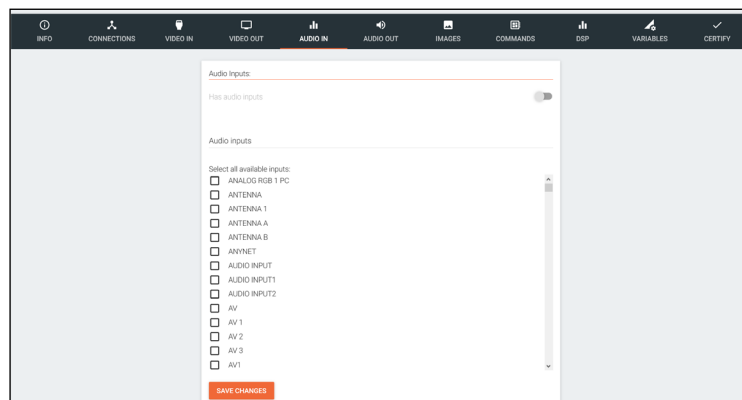 INFO CONNECTIONS VIDEO IN VIDEO OUT AUDIO IN AUDIO OUT IMAGES COMMANDS DSP VARIABLES CERTIFY
Audio Inputs:
Has audio inputs
Audio inputs
Select all available inputs:
ANALOG RGB 1 PC
ANTENNA
ANTENNA 1
ANTENNA A
ANTENNA B
ANYNET
AUDIO INPUT
AUDIO INPUT1
AUDIO INPUT2
AV
AV 1
AV 2
AV 3
AV1
SAVE CHANGES